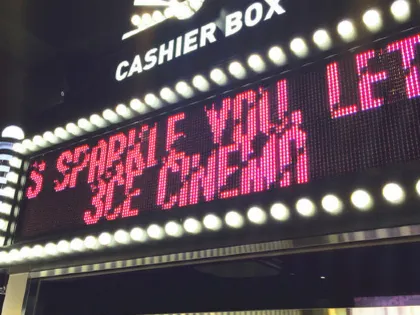 CASHIER BOX
S SPARKLE YOU, LET
3CE CINEMA